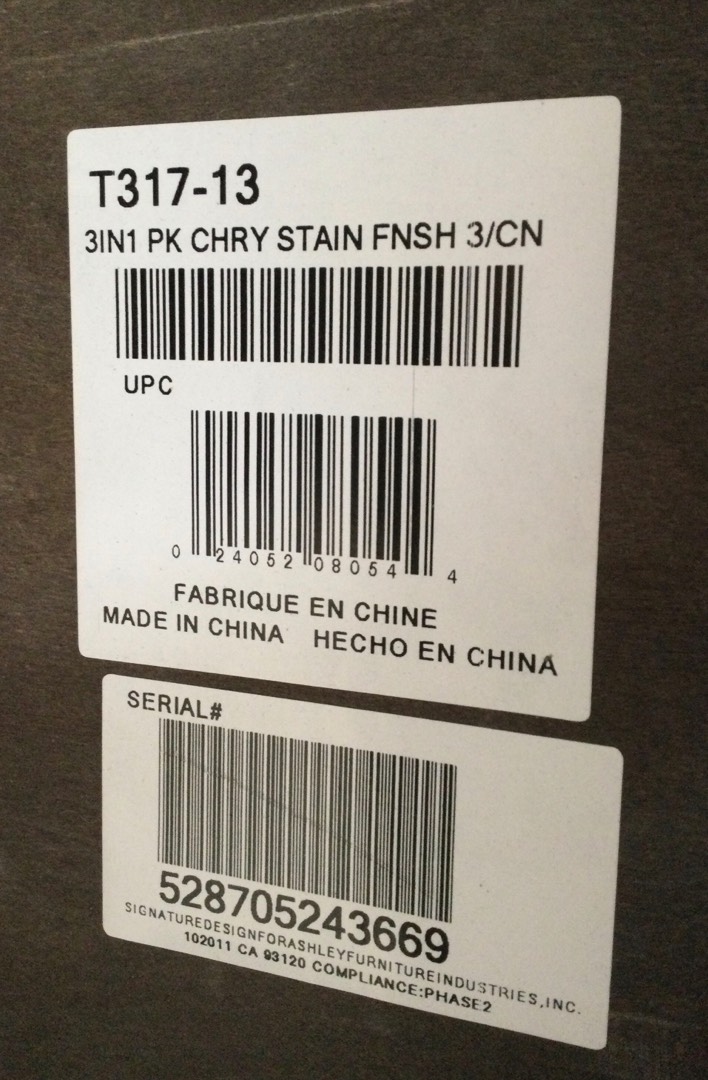 T317-13
3IN1 PK CHRY STAIN FNSH 3/CN
UPC
0 24052 08054 4
FABRIQUE EN CHINE
MADE IN CHINA HECHO EN CHINA
SERIAL#
528705243669
SIGNATUREDESIGNFORASHLEYFURNITUREINDUSTRIES,INC.
102011 CA 93120 COMPLIANCE:PHASE2